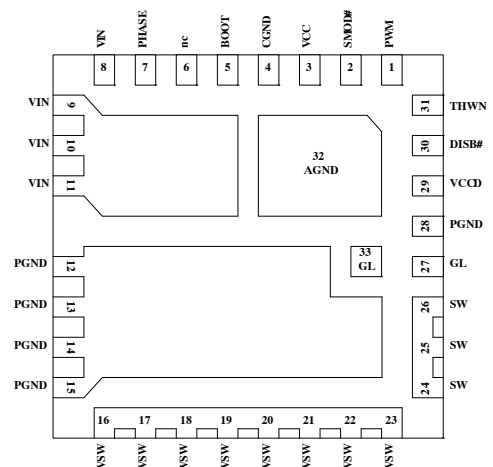 VIN
PHASE
nc
BOOT
CGND
VCC
SMOD#
PWM
8
7
6
5
4
3
2
1
VIN 9
VIN 10
VIN 11
PGND 12
PGND 13
PGND 14
PGND 15
32
AGND
33
GL
31 THWN
30 DISB#
29 VCCD
28 PGND
27 GL
26 SW
25 SW
24 SW
16
17
18
19
20
21
22
23
VSW
VSW
VSW
VSW
VSW
VSW
VSW
VSW